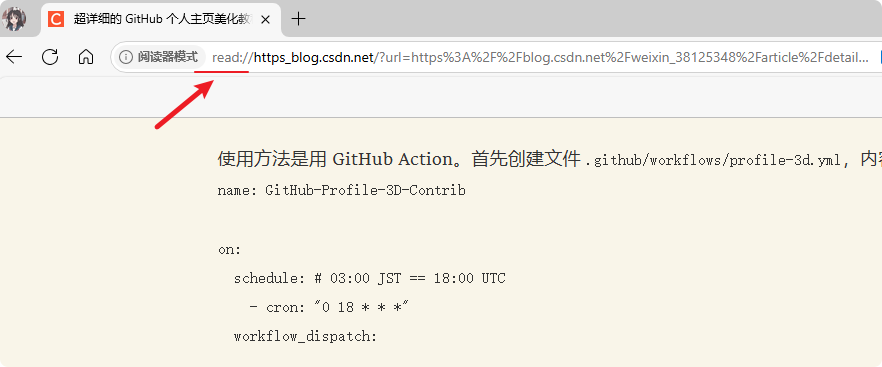 超详细的 GitHub 个人主页美化教
阅读器模式 read://https_blog.csdn.net/?url=https%3A%2F%2Fblog.csdn.net%2Fweixin_38125348%2Farticle%2Fdetail...
使用方法是用 GitHub Action。首先创建文件 .github/workflows/profile-3d.yml，内容
name: GitHub-Profile-3D-Contrib
on:
schedule: # 03:00 JST == 18:00 UTC
- cron: "0 18 * * *"
workflow_dispatch: